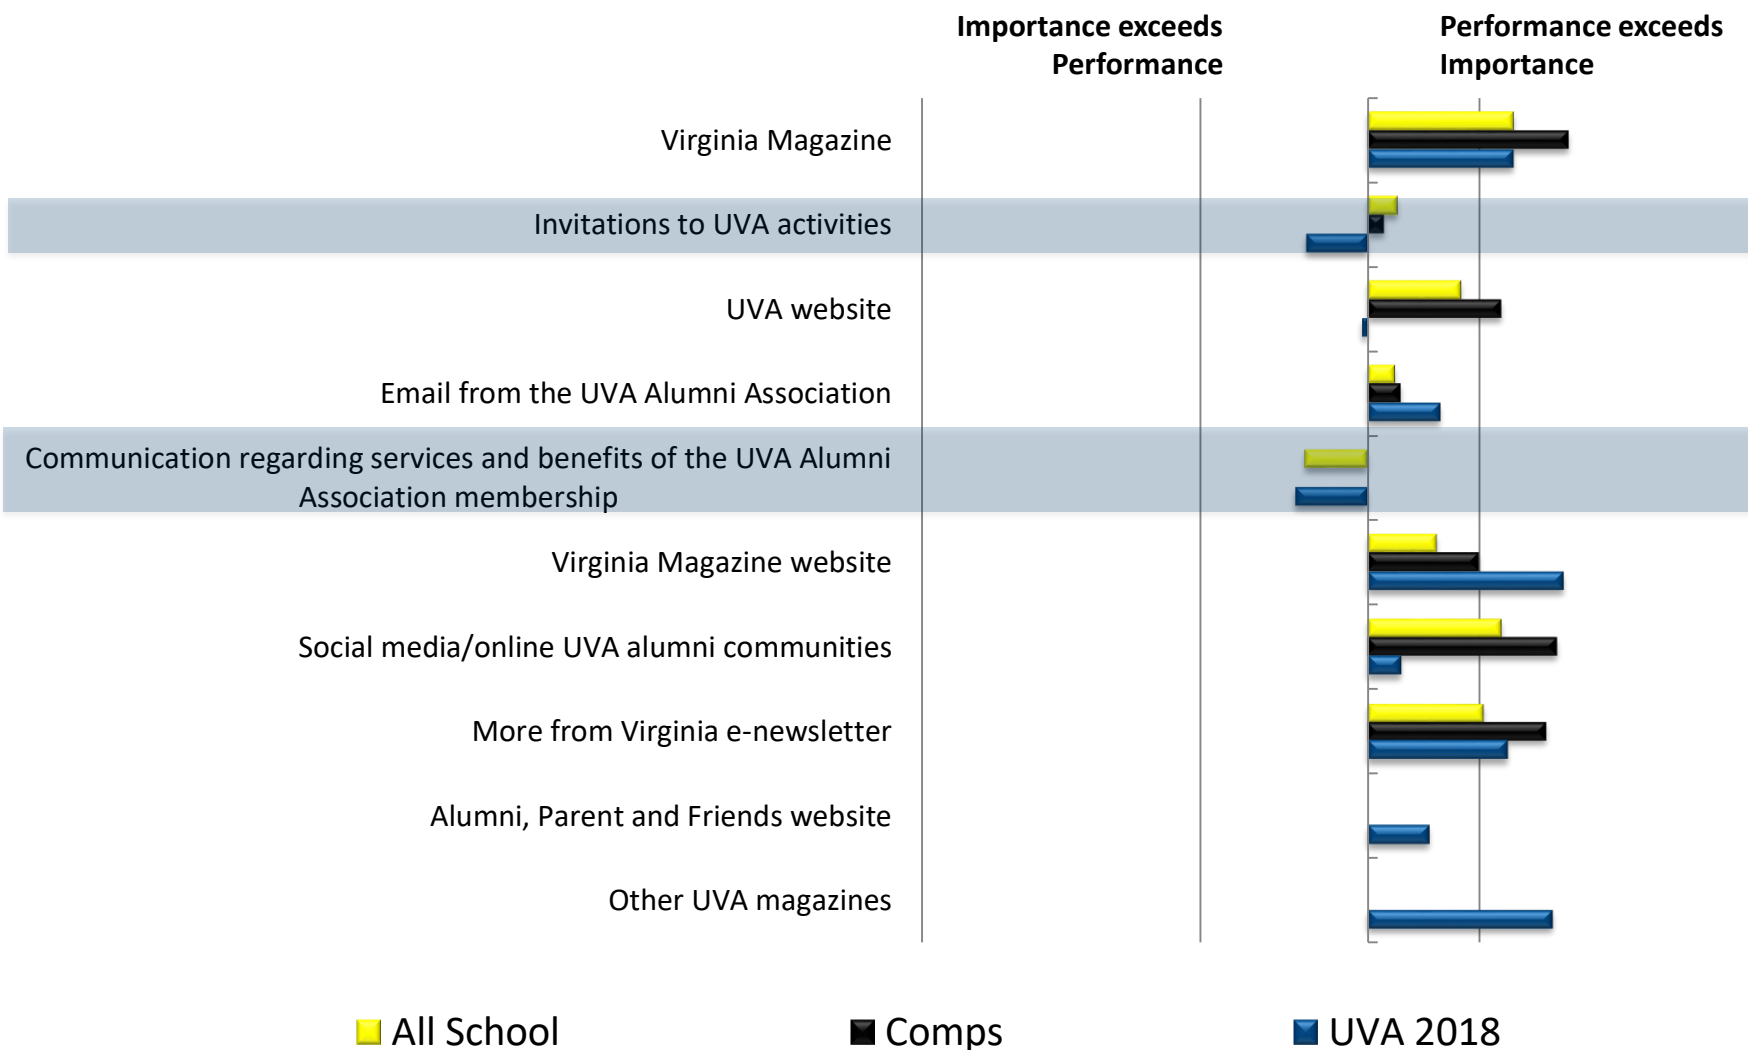 Importance exceeds
Performance
Performance exceeds
Importance
Virginia Magazine
Invitations to UVA activities
UVA website
Email from the UVA Alumni Association
Communication regarding services and benefits of the UVA Alumni
Association membership
Virginia Magazine website
Social media/online UVA alumni communities
More from Virginia e-newsletter
Alumni, Parent and Friends website
Other UVA magazines
All School
Comps
UVA 2018